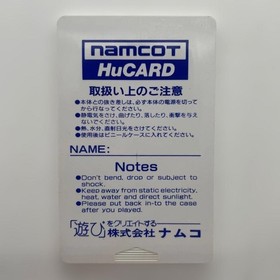 namcot
HuCARD
取扱い上のご注意
●本体との抜き差しは、必ず本体の電源を切って
から行なってください。
●静電気をさけ、曲げたり、落したり、衝撃を与え
ないでください。
●熱、水分、直射日光をさけてください。
●使用後はビニールケースに入れてください。
NAME:
Notes
●Don't bend, drop or subject to
shock.
●Keep away from static electricity,
heat, water and direct sunlight.
●Please put back in-to the case
after you played.
「遊び」をクリエイトする株式会社ナムコ